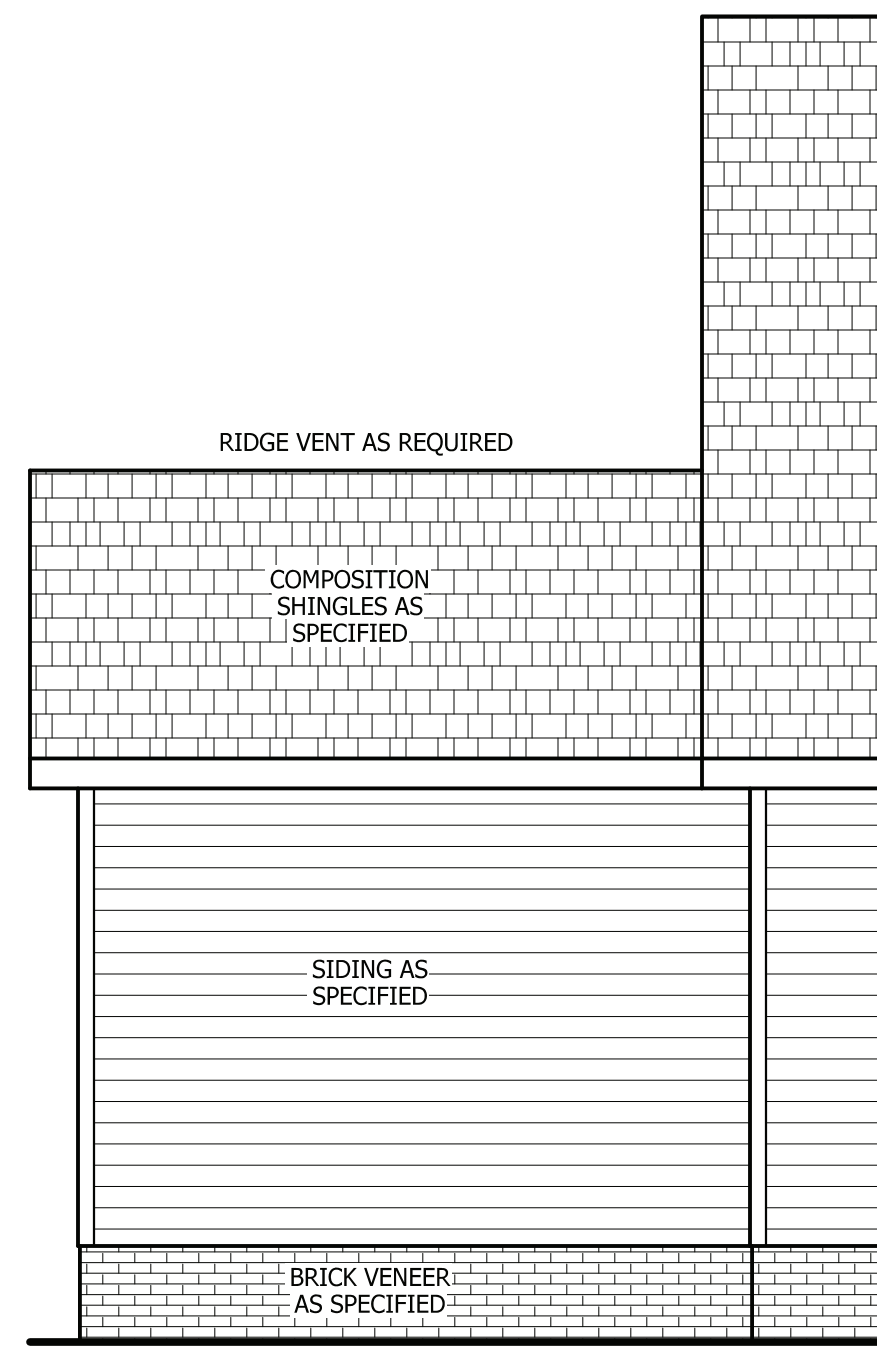 RIDGE VENT AS REQUIRED
COMPOSITION
SHINGLES AS
SPECIFIED
SIDING AS
SPECIFIED
BRICK VENEER
AS SPECIFIED